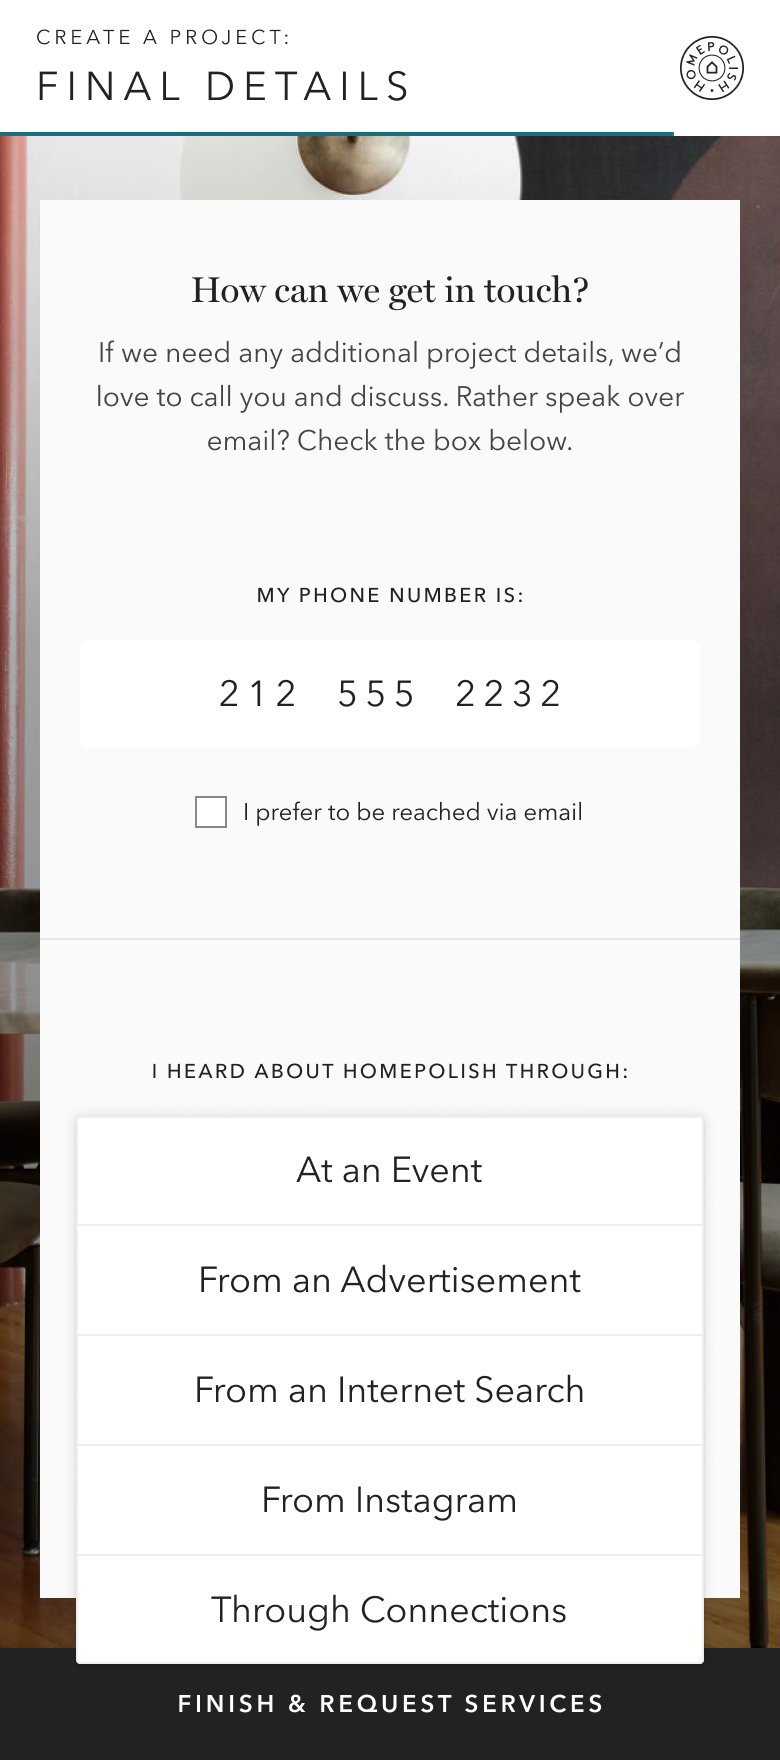 CREATE A PROJECT:
FINAL DETAILS
HOMEPOLISH
How can we get in touch?
If we need any additional project details, we’d
love to call you and discuss. Rather speak over
email? Check the box below.
MY PHONE NUMBER IS:
212 555 2232
I prefer to be reached via email
I HEARD ABOUT HOMEPOLISH THROUGH:
At an Event
From an Advertisement
From an Internet Search
From Instagram
Through Connections
FINISH & REQUEST SERVICES